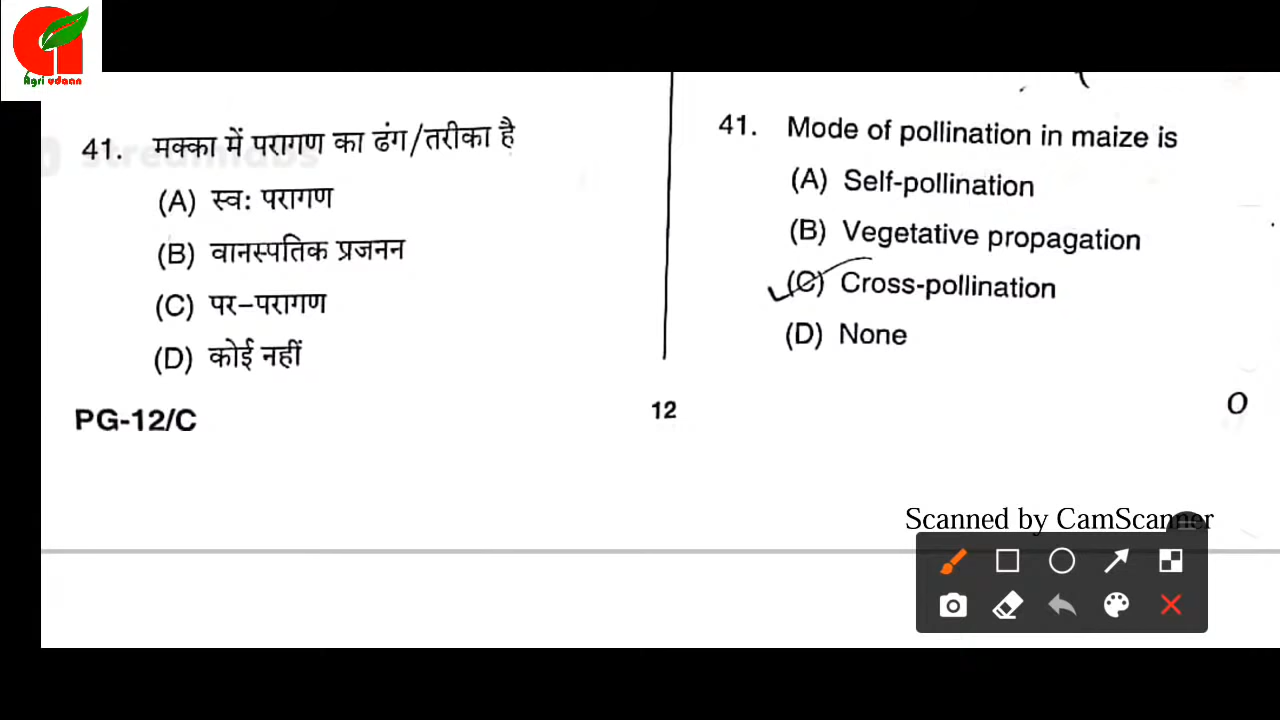 Agri udaan
41. मक्का में परागण का ढंग/तरीका है
(A) स्व: परागण
(B) वानस्पतिक प्रजनन
(C) पर-परागण
(D) कोई नहीं
41. Mode of pollination in maize is
(A) Self-pollination
(B) Vegetative propagation
(C) Cross-pollination
(D) None
PG-12/C
12
O
Scanned by CamScanner